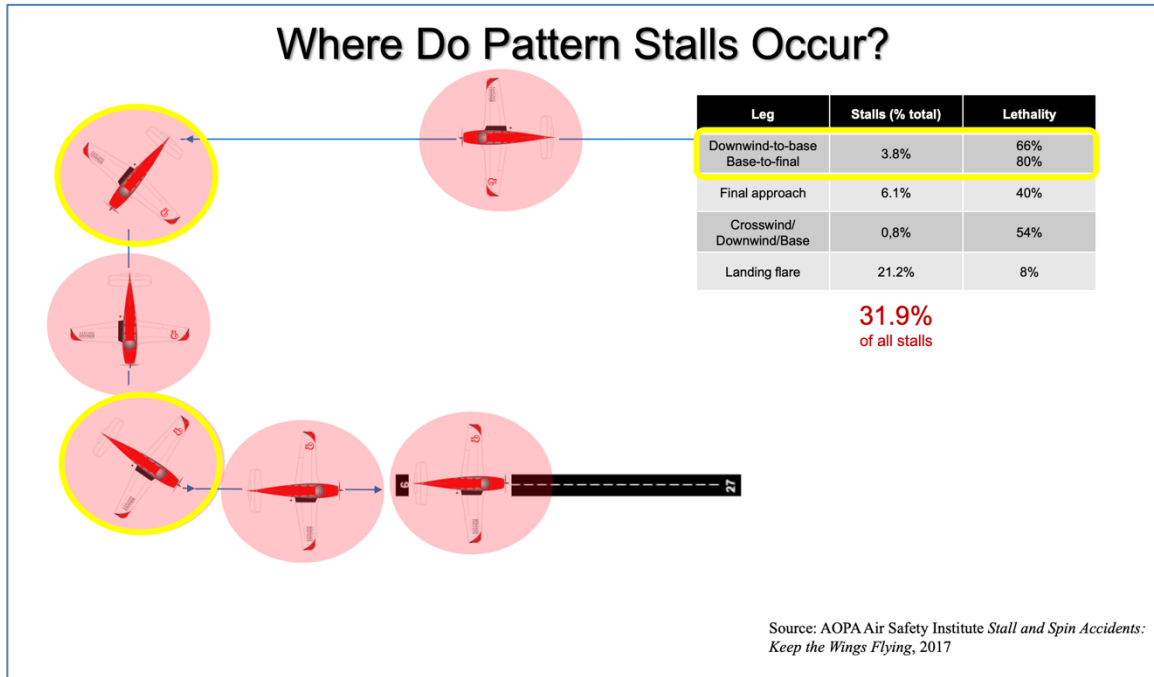 Where Do Pattern Stalls Occur?
Leg Stalls (% total) Lethality
Downwind-to-base
Base-to-final 3.8% 66%
80%
Final approach 6.1% 40%
Crosswind/
Downwind/Base 0,8% 54%
Landing flare 21.2% 8%
31.9%
of all stalls
9 27
Source: AOPA Air Safety Institute Stall and Spin Accidents:
Keep the Wings Flying, 2017